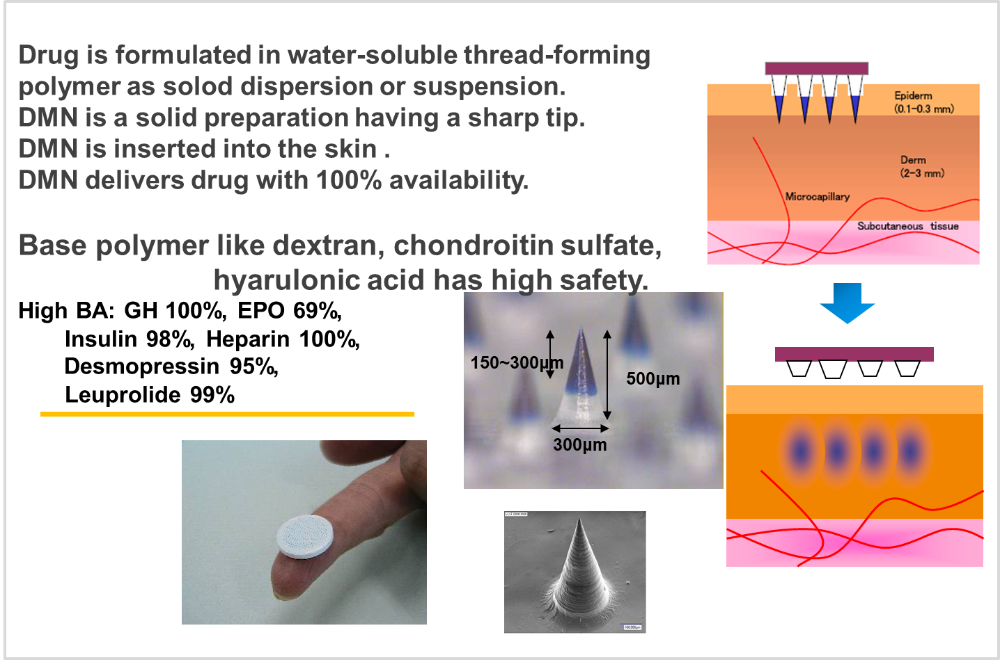 Drug is formulated in water-soluble thread-forming
polymer as solod dispersion or suspension.
DMN is a solid preparation having a sharp tip.
DMN is inserted into the skin .
DMN delivers drug with 100% availability.
Base polymer like dextran, chondroitin sulfate,
hyarulonic acid has high safety.
High BA: GH 100%, EPO 69%,
Insulin 98%, Heparin 100%,
Desmopressin 95%,
Leuprolide 99%
Epiderm
(0.1-0.3 mm)
Derm
(2-3 mm)
Microcapillary
Subcutaneous tissue
150~300µm
500µm
300µm
100.000µm